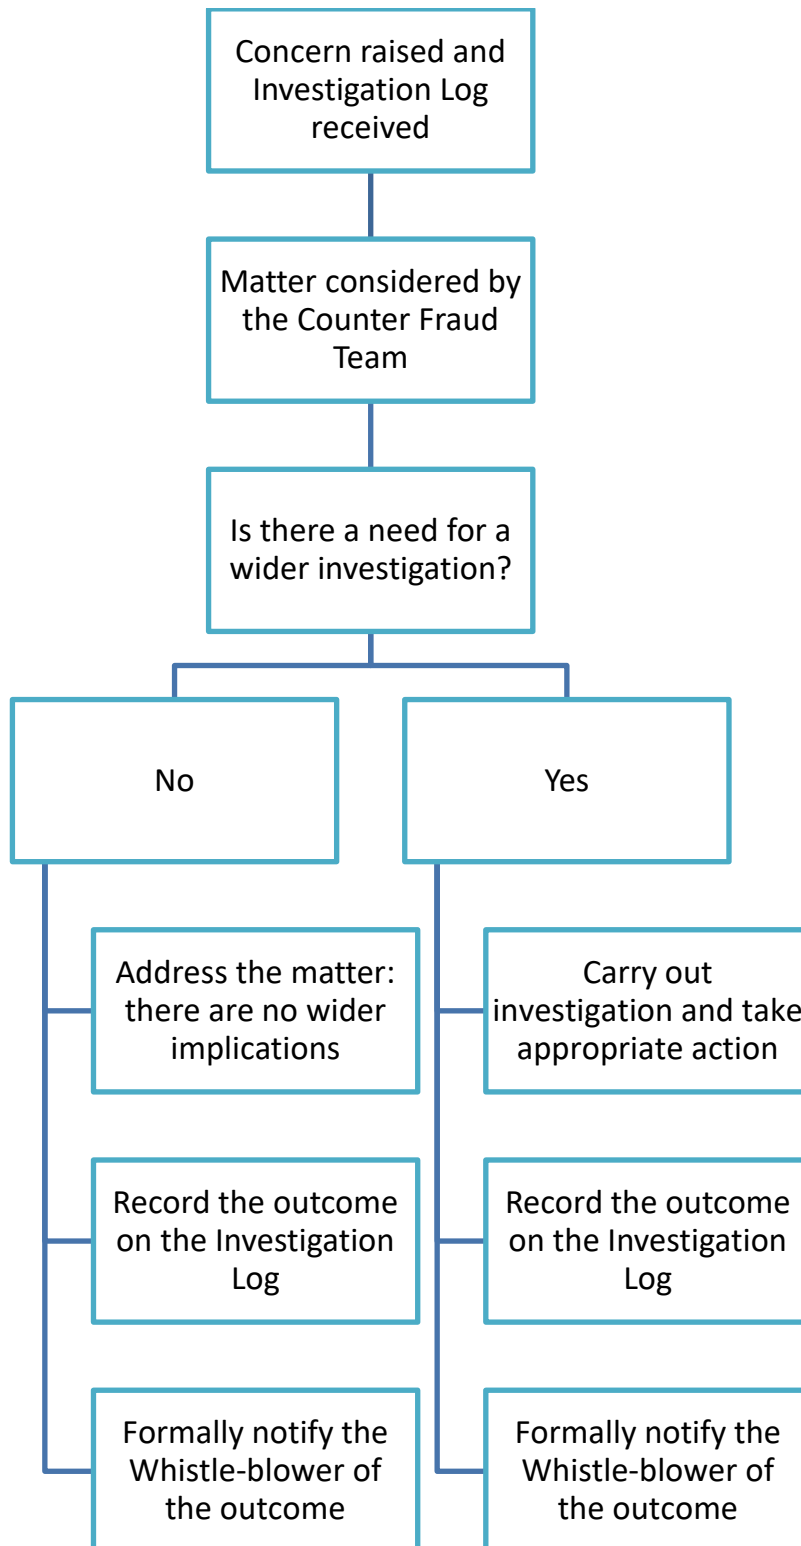 Concern raised and
Investigation Log
received
Matter considered by
the Counter Fraud
Team
Is there a need for a
wider investigation?
No
Yes
Address the matter:
there are no wider
implications
Carry out
investigation and take
appropriate action
Record the outcome
on the Investigation
Log
Record the outcome
on the Investigation
Log
Formally notify the
Whistle-blower of
the outcome
Formally notify the
Whistle-blower of
the outcome